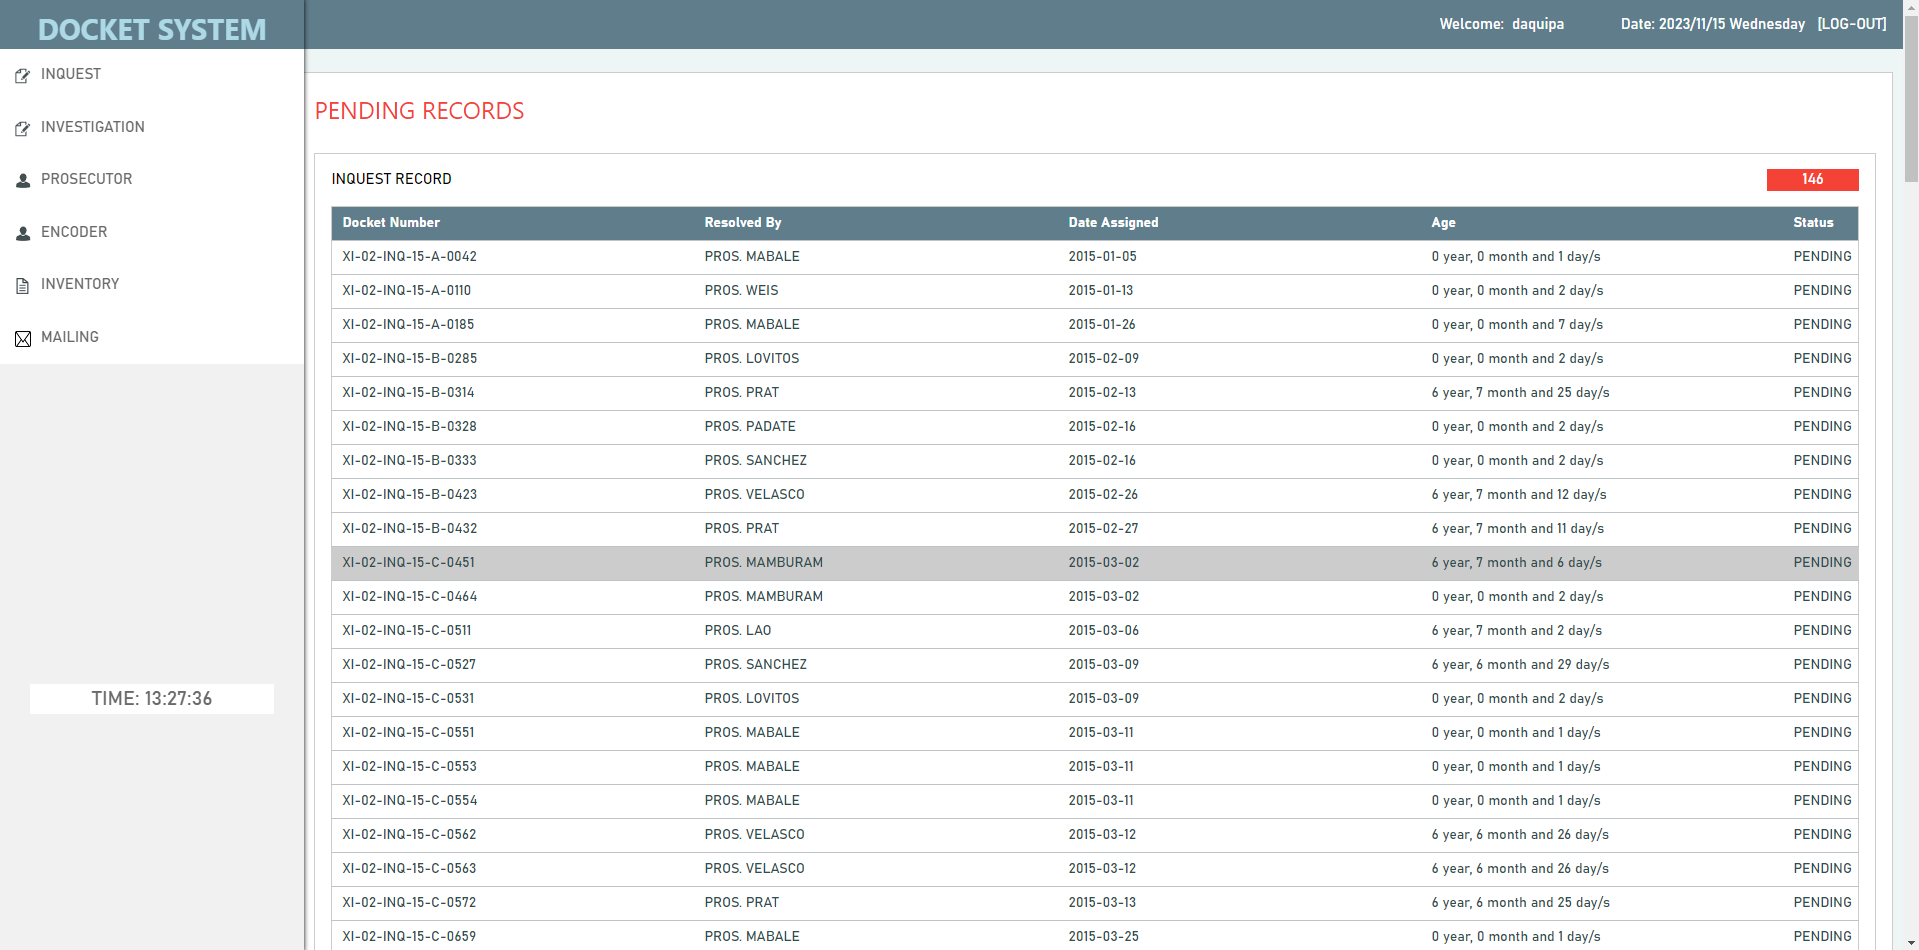 DOCKET SYSTEM
Welcome: daquipa Date: 2023/11/15 Wednesday [LOG-OUT]
INQUEST
INVESTIGATION
PROSECUTOR
ENCODER
INVENTORY
MAILING
TIME: 13:27:36
PENDING RECORDS
INQUEST RECORD 146
Docket Number Resolved By Date Assigned Age Status
XI-02-INQ-15-A-0042 PROS. MABALE 2015-01-05 0 year, 0 month and 1 day/s PENDING
XI-02-INQ-15-A-0110 PROS. WEIS 2015-01-13 0 year, 0 month and 2 day/s PENDING
XI-02-INQ-15-A-0185 PROS. MABALE 2015-01-26 0 year, 0 month and 7 day/s PENDING
XI-02-INQ-15-B-0285 PROS. LOVITOS 2015-02-09 0 year, 0 month and 2 day/s PENDING
XI-02-INQ-15-B-0314 PROS. PRAT 2015-02-13 6 year, 7 month and 25 day/s PENDING
XI-02-INQ-15-B-0328 PROS. PADATE 2015-02-16 0 year, 0 month and 2 day/s PENDING
XI-02-INQ-15-B-0333 PROS. SANCHEZ 2015-02-16 0 year, 0 month and 2 day/s PENDING
XI-02-INQ-15-B-0423 PROS. VELASCO 2015-02-26 6 year, 7 month and 12 day/s PENDING
XI-02-INQ-15-B-0432 PROS. PRAT 2015-02-27 6 year, 7 month and 11 day/s PENDING
XI-02-INQ-15-C-0451 PROS. MAMBURAM 2015-03-02 6 year, 7 month and 6 day/s PENDING
XI-02-INQ-15-C-0464 PROS. MAMBURAM 2015-03-02 0 year, 0 month and 2 day/s PENDING
XI-02-INQ-15-C-0511 PROS. LAO 2015-03-06 6 year, 7 month and 2 day/s PENDING
XI-02-INQ-15-C-0527 PROS. SANCHEZ 2015-03-09 6 year, 6 month and 29 day/s PENDING
XI-02-INQ-15-C-0531 PROS. LOVITOS 2015-03-09 0 year, 0 month and 2 day/s PENDING
XI-02-INQ-15-C-0551 PROS. MABALE 2015-03-11 0 year, 0 month and 1 day/s PENDING
XI-02-INQ-15-C-0553 PROS. MABALE 2015-03-11 0 year, 0 month and 1 day/s PENDING
XI-02-INQ-15-C-0554 PROS. MABALE 2015-03-11 0 year, 0 month and 1 day/s PENDING
XI-02-INQ-15-C-0562 PROS. VELASCO 2015-03-12 6 year, 6 month and 26 day/s PENDING
XI-02-INQ-15-C-0563 PROS. VELASCO 2015-03-12 6 year, 6 month and 26 day/s PENDING
XI-02-INQ-15-C-0572 PROS. PRAT 2015-03-13 6 year, 6 month and 25 day/s PENDING
XI-02-INQ-15-C-0659 PROS. MABALE 2015-03-25 0 year, 0 month and 1 day/s PENDING